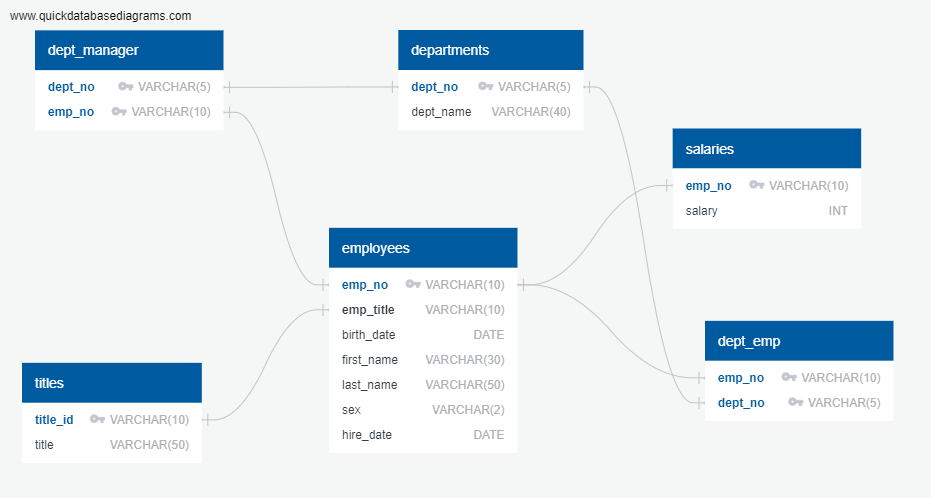 www.quickdatabasediagrams.com
dept_manager
dept_no VARCHAR(5)
emp_no VARCHAR(10)
departments
dept_no VARCHAR(5)
dept_name VARCHAR(40)
salaries
emp_no VARCHAR(10)
salary INT
employees
emp_no VARCHAR(10)
emp_title VARCHAR(10)
birth_date DATE
first_name VARCHAR(30)
last_name VARCHAR(50)
sex VARCHAR(2)
hire_date DATE
dept_emp
emp_no VARCHAR(10)
dept_no VARCHAR(5)
titles
title_id VARCHAR(10)
title VARCHAR(50)